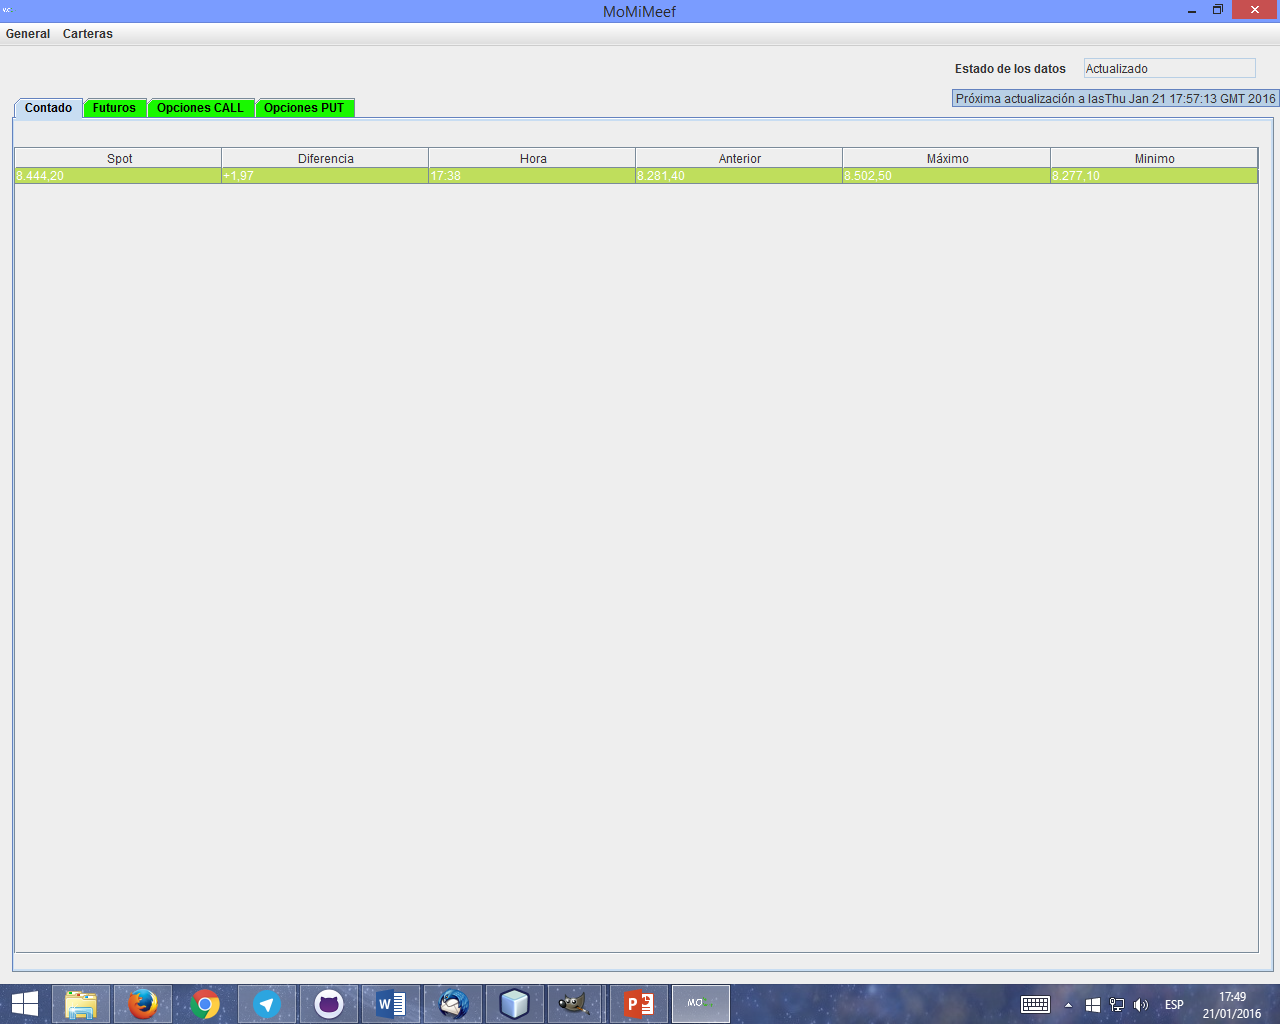 MoMiMeef
General Carteras
Estado de los datos Actualizado
Próxima actualización a lasThu Jan 21 17:57:13 GMT 2016
Contado Futuros Opciones CALL Opciones PUT
Spot Diferencia Hora Anterior Máximo Minimo
8.444,20 +1,97 17:38 8.281,40 8.502,50 8.277,10
MO
ESP
17:49
21/01/2016